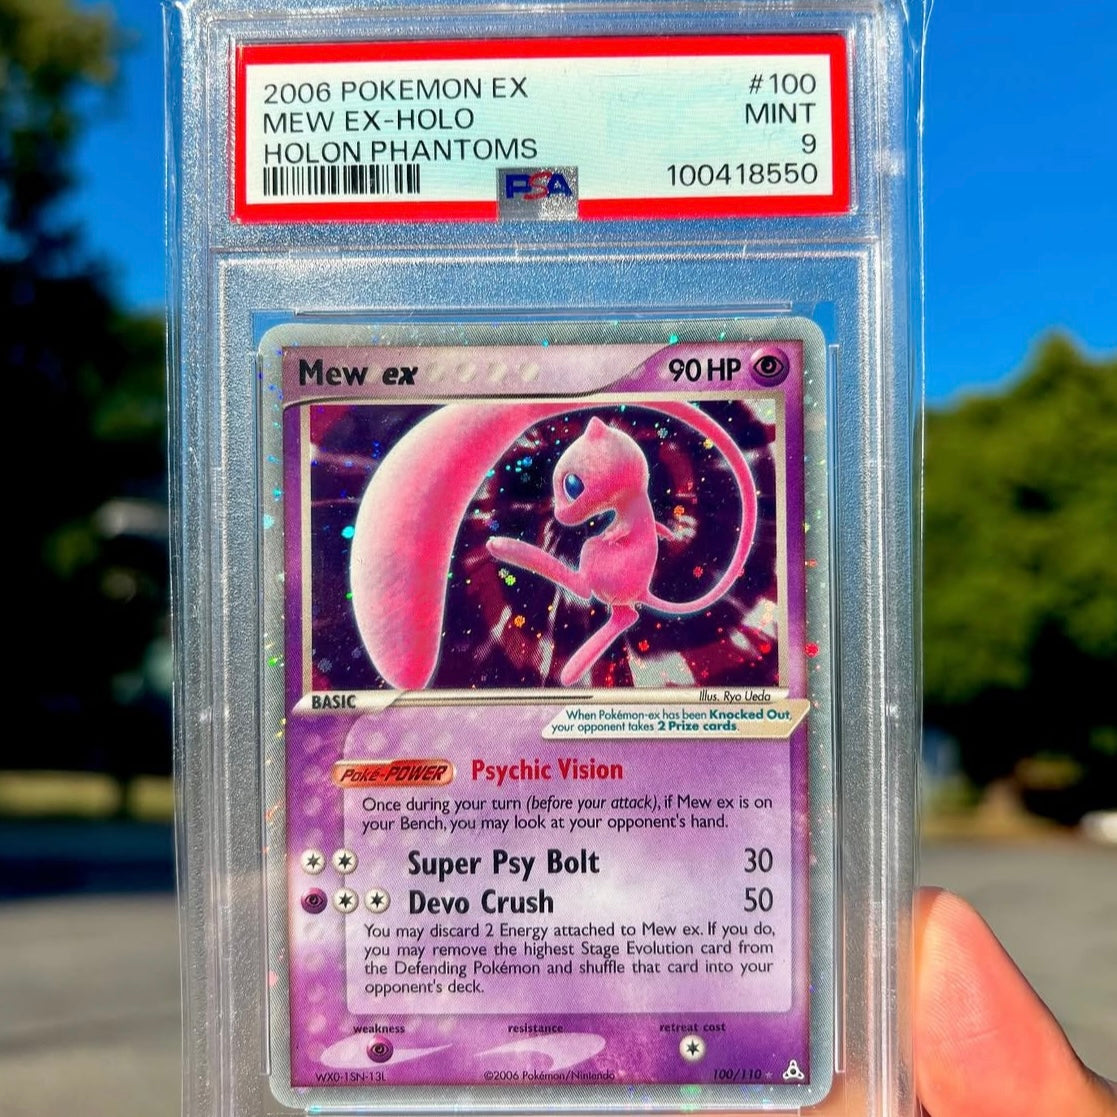 2006 POKEMON EX #100
MEW EX-HOLO MINT
HOLON PHANTOMS 9
PSA 100418550
Mew ex 90 HP
BASIC Illus. Ryo Ueda
When Pokémon-ex has been Knocked Out,
your opponent takes 2 Prize cards.
Poké-POWER Psychic Vision
Once during your turn (before your attack), if Mew ex is on
your Bench, you may look at your opponent's hand.
Super Psy Bolt 30
Devo Crush 50
You may discard 2 Energy attached to Mew ex. If you do,
you may remove the highest Stage Evolution card from
the Defending Pokémon and shuffle that card into your
opponent's deck.
weakness resistance retreat cost
WX0-1SN-13L ©2006 Pokémon/Nintendo 100/110